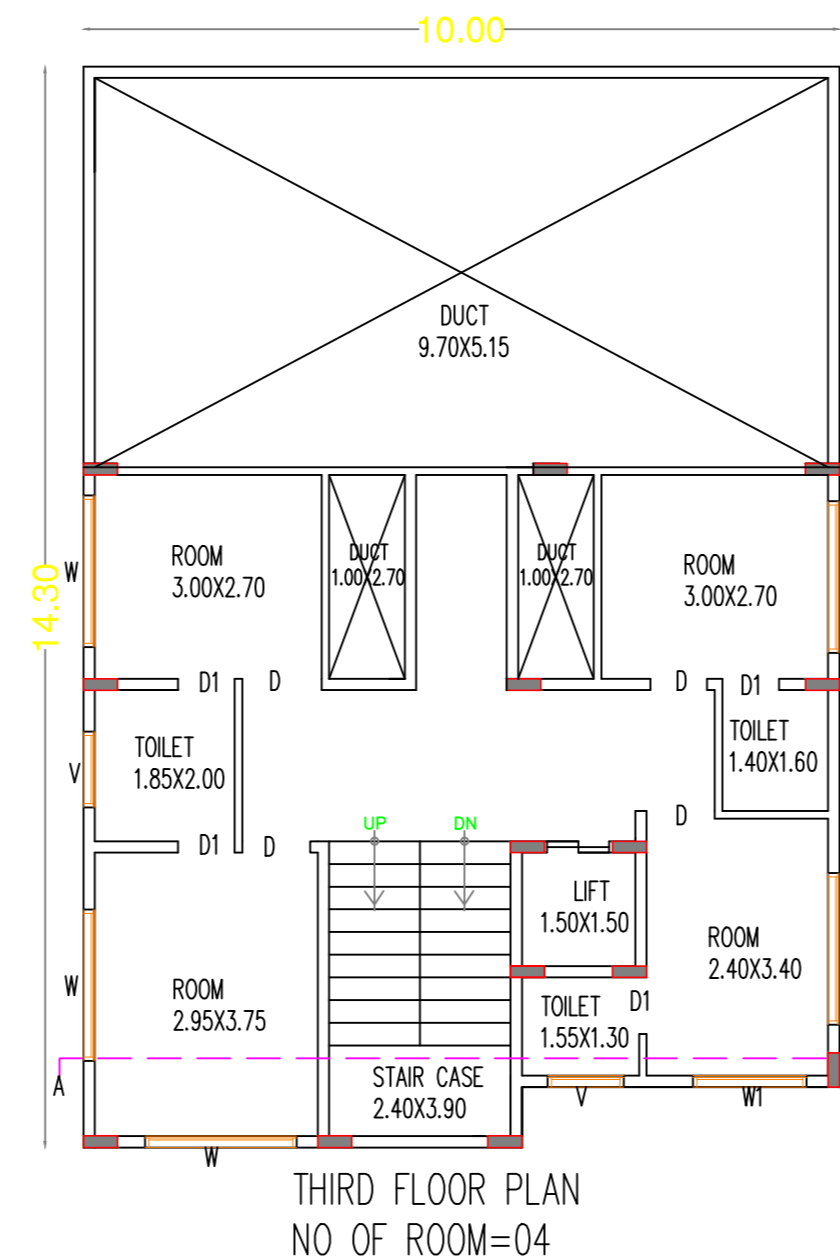 10.00
14.30
DUCT
9.70X5.15
W
ROOM
3.00X2.70
DUCT
1.00X2.70
DUCT
1.00X2.70
ROOM
3.00X2.70
D1
D
D
D1
V
TOILET
1.85X2.00
TOILET
1.40X1.60
D1
D
UP
DN
D
LIFT
1.50X1.50
W
ROOM
2.95X3.75
ROOM
2.40X3.40
TOILET
1.55X1.30
D1
A
STAIR CASE
2.40X3.90
V
W1
W
THIRD FLOOR PLAN
NO OF ROOM=04